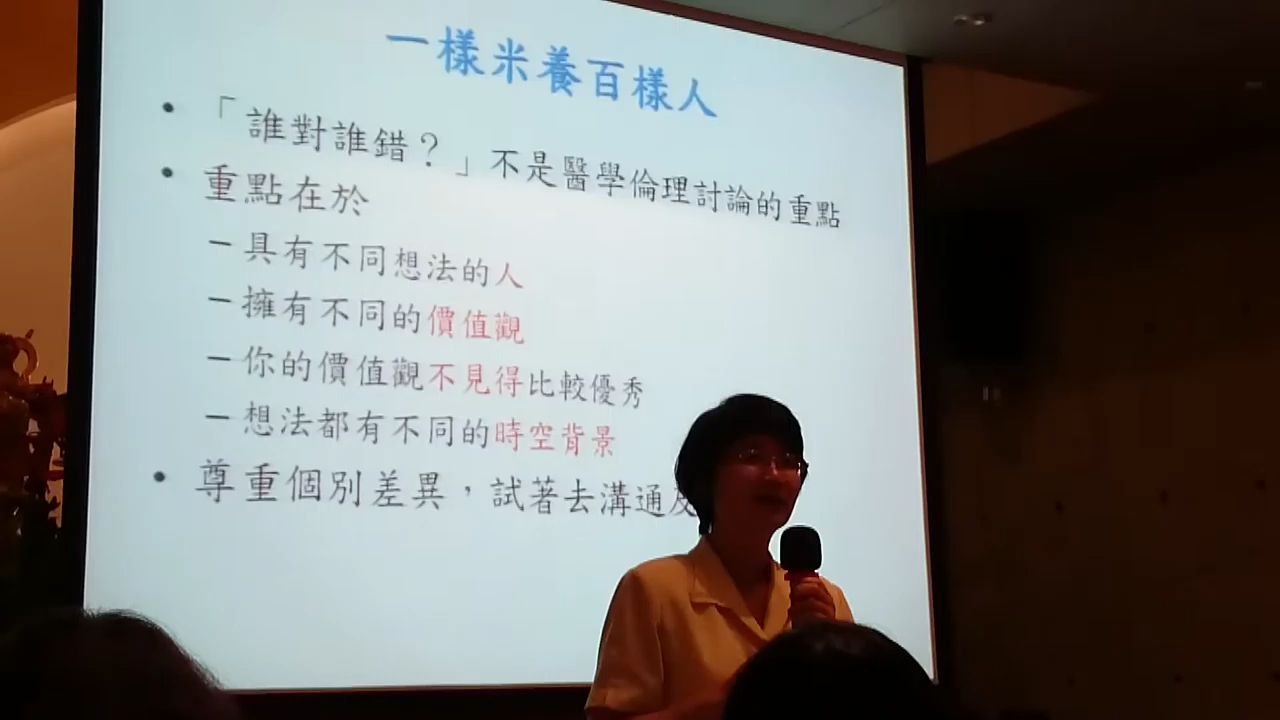 一樣米養百樣人
• 「誰對誰錯？」不是醫學倫理討論的重點
• 重點在於
－具有不同想法的人
－擁有不同的價值觀
－你的價值觀不見得比較優秀
－想法都有不同的時空背景
• 尊重個別差異，試著去溝通及